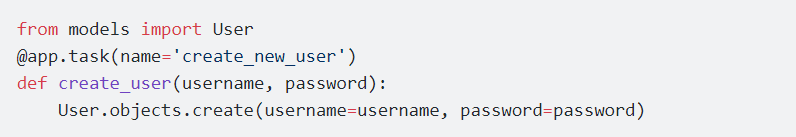 from models import User
@app.task(name='create_new_user')
def create_user(username, password):
    User.objects.create(username=username, password=password)